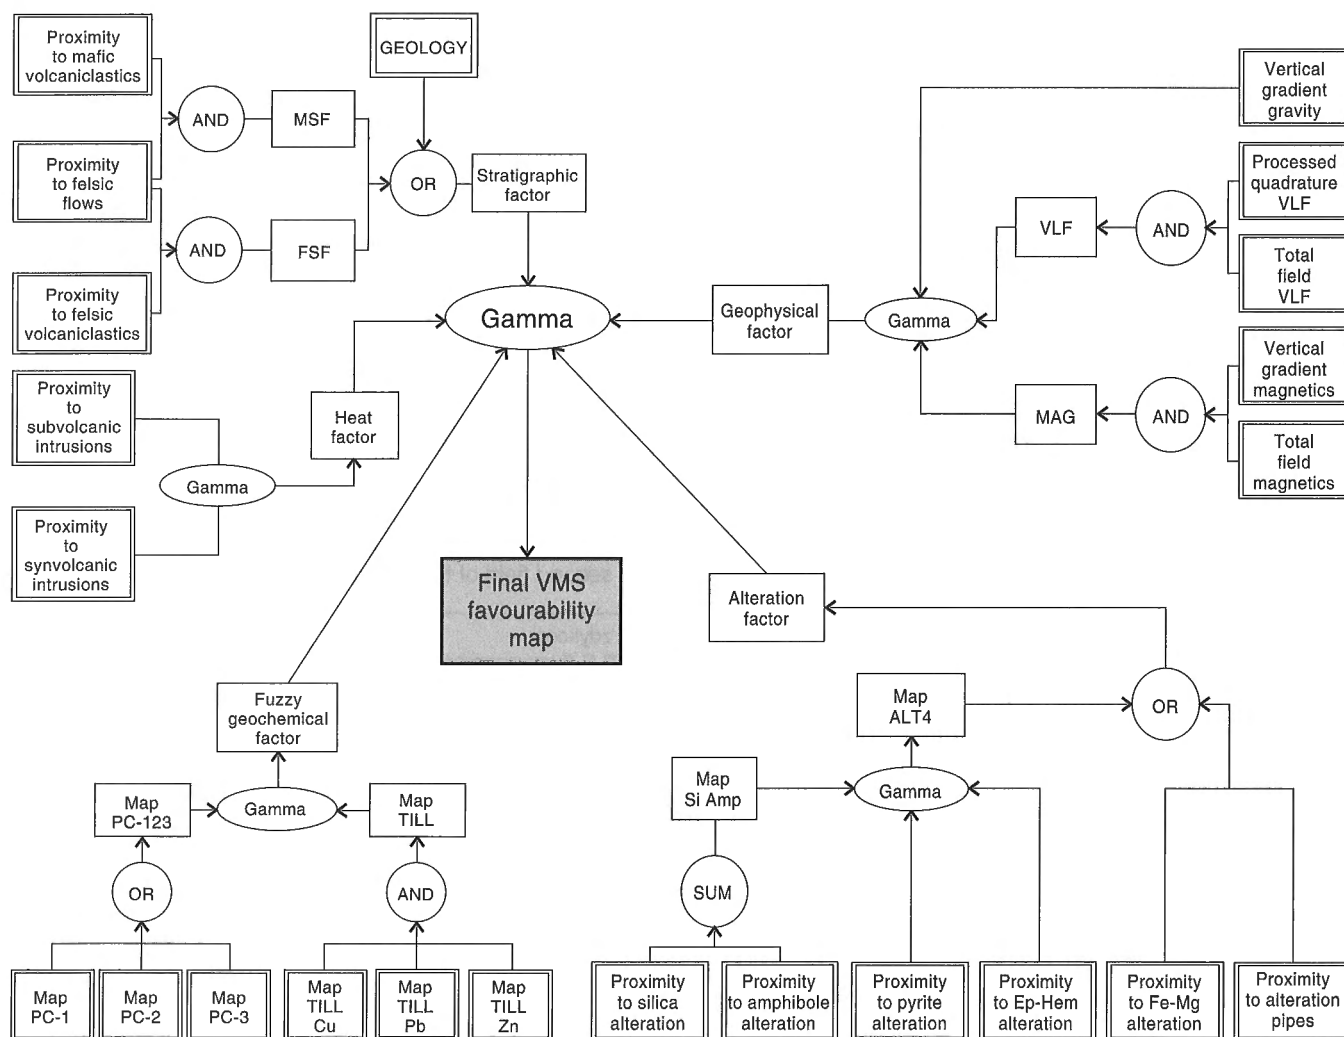 Proximity
to mafic
volcaniclastics
AND
MSF
GEOLOGY
Proximity
to felsic
flows
OR
Stratigraphic
factor
AND
FSF
Proximity
to felsic
volcaniclastics
Vertical
gradient
gravity
Processed
quadrature
VLF
VLF
AND
Total
field
VLF
Gamma
Geophysical
factor
Gamma
Vertical
gradient
magnetics
MAG
AND
Total
field
magnetics
Proximity
to
subvolcanic
intrusions
Heat
factor
Gamma
Proximity
to
synvolcanic
intrusions
Final VMS
favourability
map
Alteration
factor
Fuzzy
geochemical
factor
Map
ALT4
OR
Map
PC-123
Gamma
Map
TILL
Map
Si Amp
Gamma
OR
AND
SUM
Map
PC-1
Map
PC-2
Map
PC-3
Map
TILL
Cu
Map
TILL
Pb
Map
TILL
Zn
Proximity
to silica
alteration
Proximity
to amphibole
alteration
Proximity
to pyrite
alteration
Proximity
to Ep-Hem
alteration
Proximity
to Fe-Mg
alteration
Proximity
to alteration
pipes